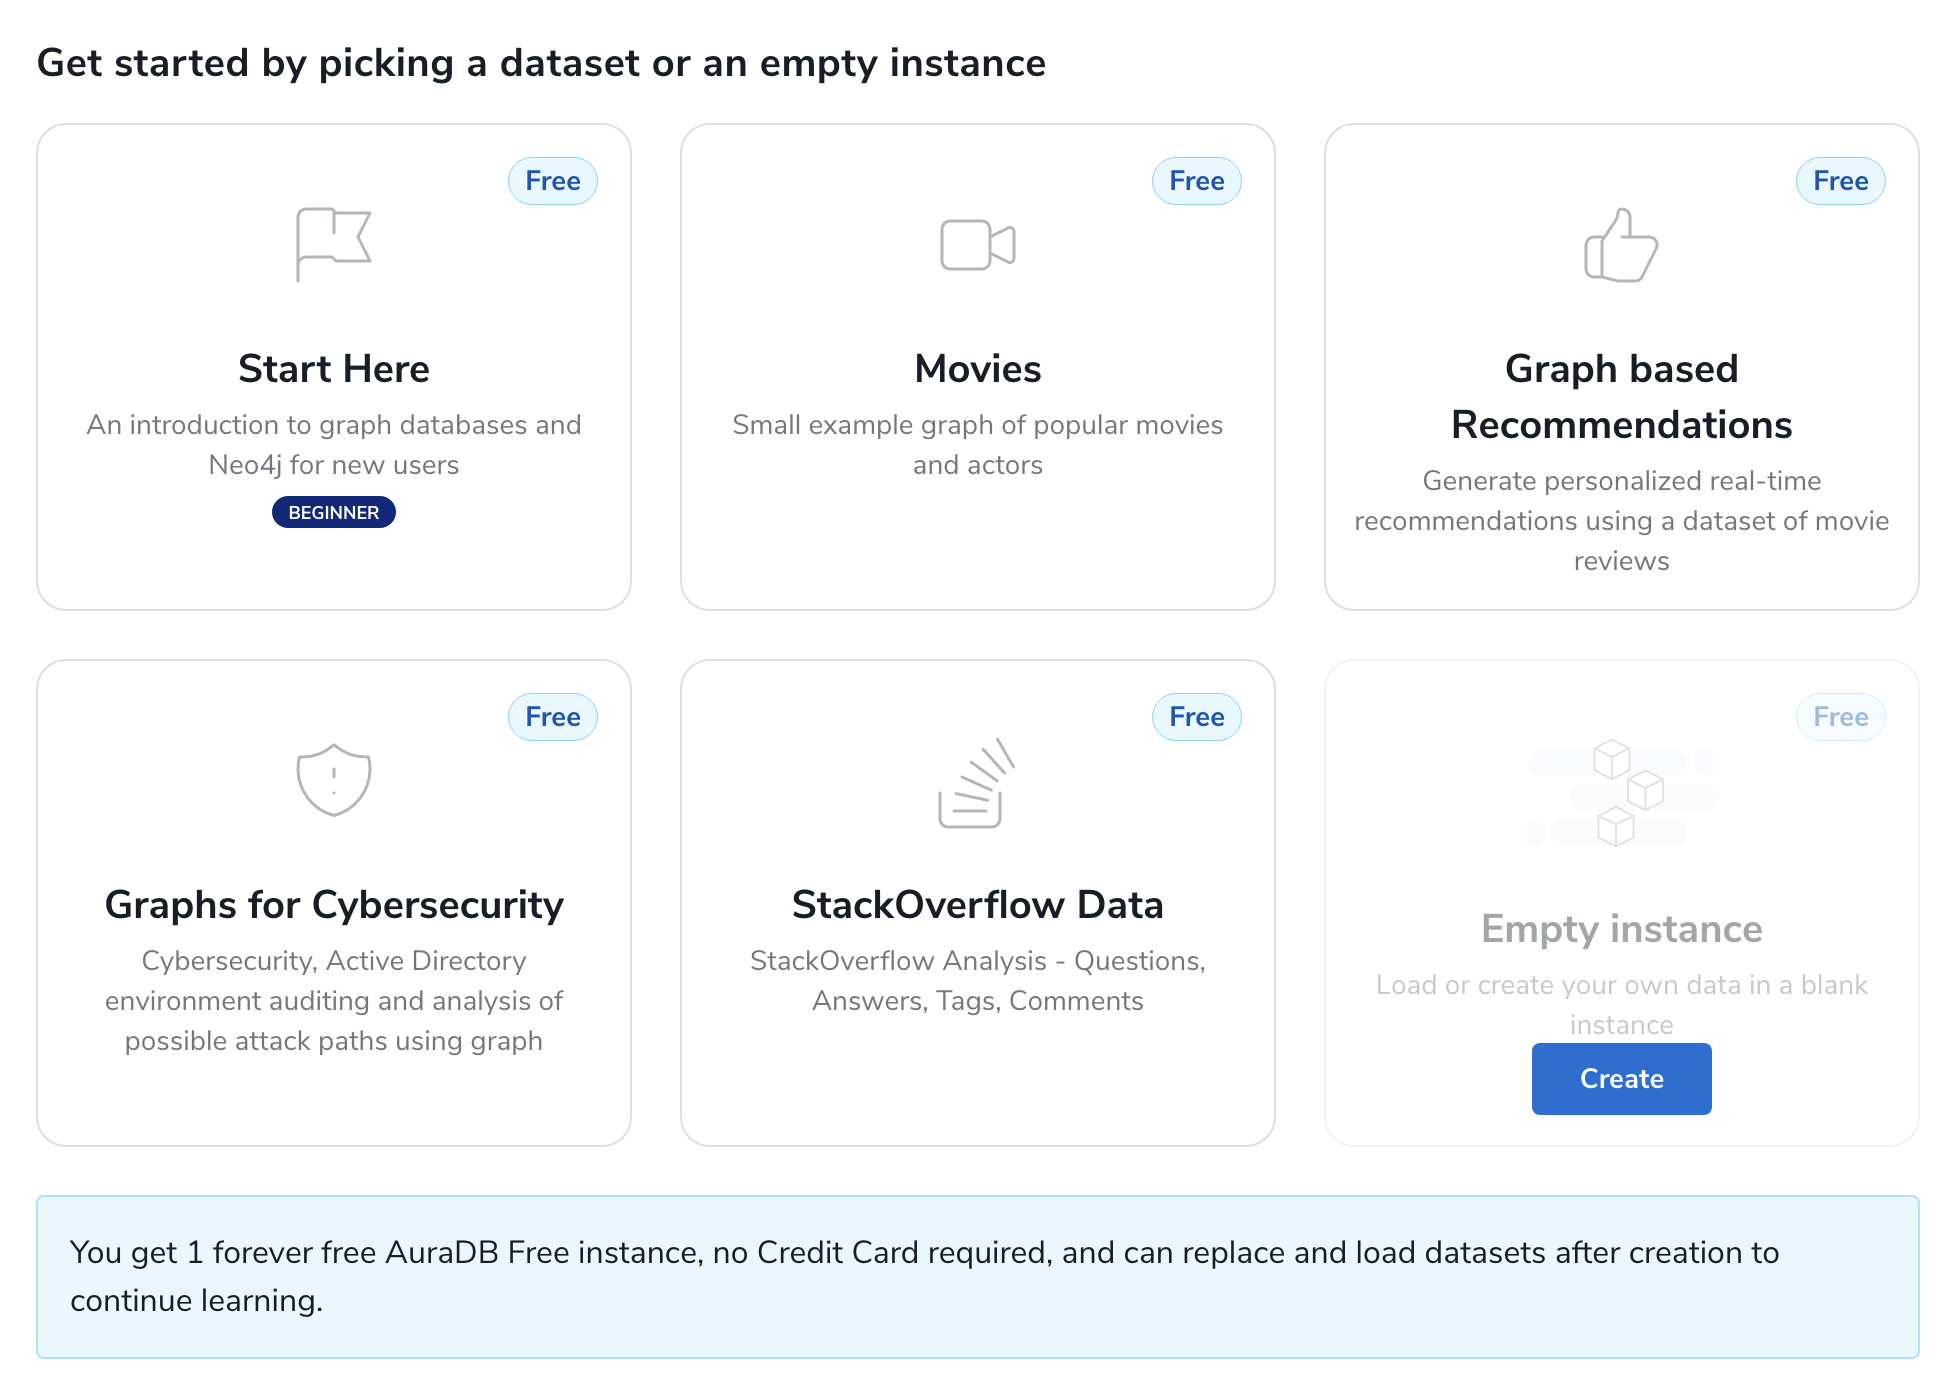 Get started by picking a dataset or an empty instance
Free
Start Here
An introduction to graph databases and
Neo4j for new users
BEGINNER
Free
Movies
Small example graph of popular movies
and actors
Free
Graph based
Recommendations
Generate personalized real-time
recommendations using a dataset of movie
reviews
Free
Graphs for Cybersecurity
Cybersecurity, Active Directory
environment auditing and analysis of
possible attack paths using graph
Free
StackOverflow Data
StackOverflow Analysis - Questions,
Answers, Tags, Comments
Free
Empty instance
Load or create your own data in a blank
instance
Create
You get 1 forever free AuraDB Free instance, no Credit Card required, and can replace and load datasets after creation to
continue learning.